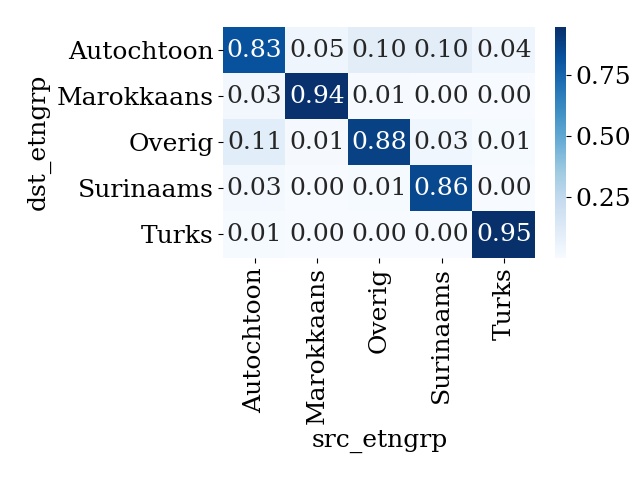 dst_etngrp
Autochtoon 0.83 0.05 0.10 0.10 0.04
Marokkaans 0.03 0.94 0.01 0.00 0.00
Overig 0.11 0.01 0.88 0.03 0.01
Surinaams 0.03 0.00 0.01 0.86 0.00
Turks 0.01 0.00 0.00 0.00 0.95
Autochtoon
Marokkaans
Overig
Surinaams
Turks
src_etngrp
0.75
0.50
0.25